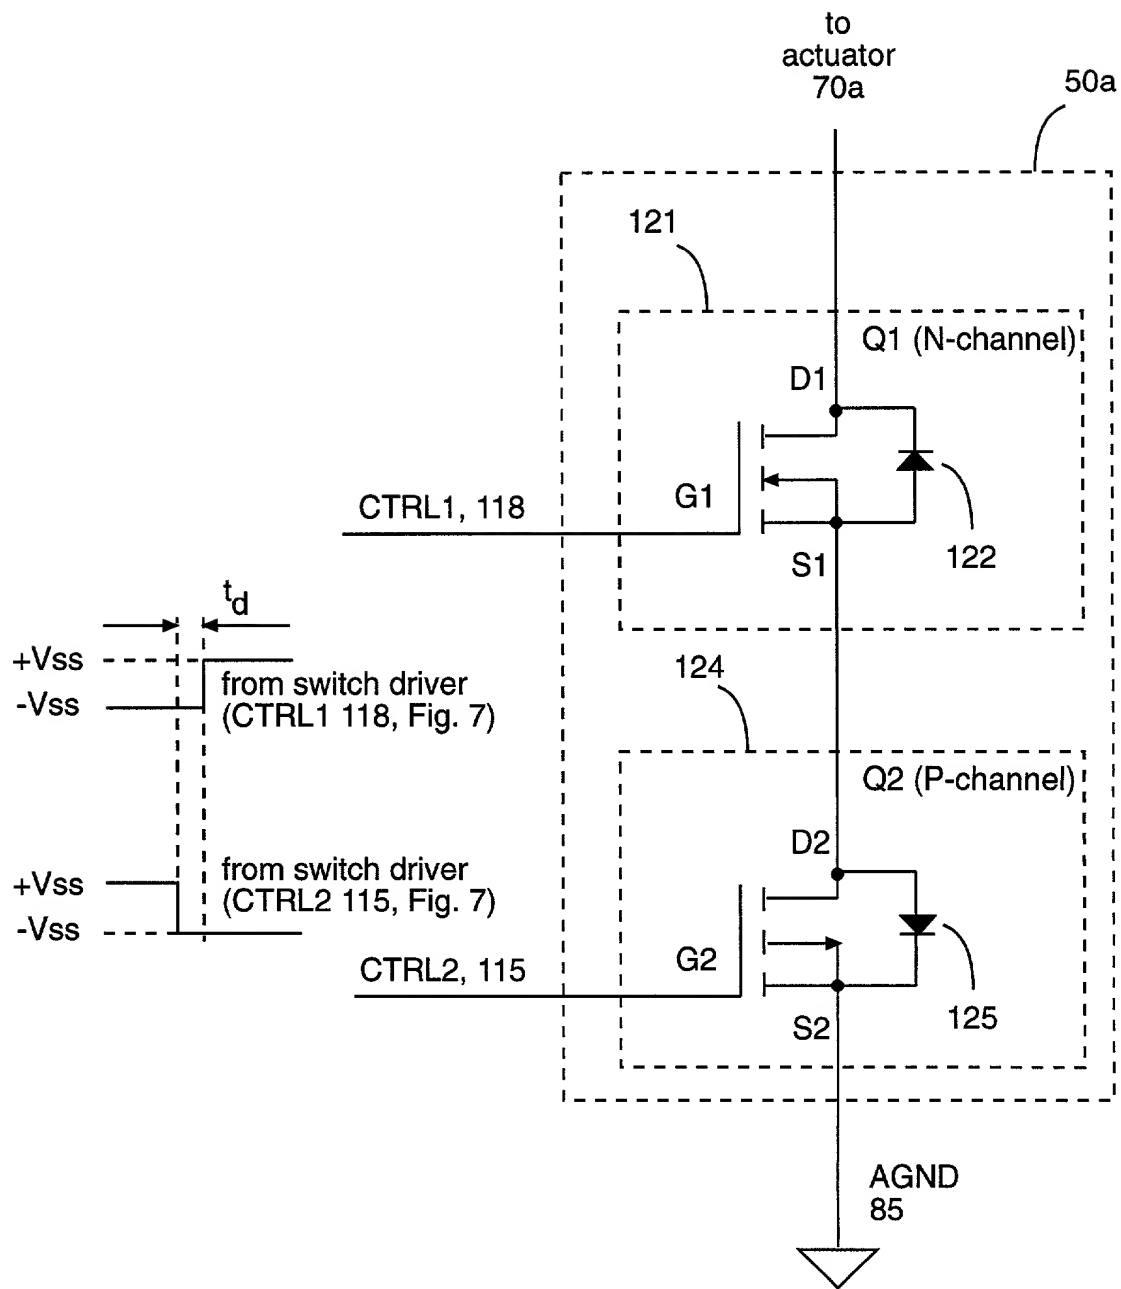 to
actuator
70a
50a
121
Q1 (N-channel)
D1
G1
CTRL1, 118
S1
122
td
+Vss
-Vss
from switch driver
(CTRL1 118, Fig. 7)
124
Q2 (P-channel)
D2
+Vss
-Vss
from switch driver
(CTRL2 115, Fig. 7)
G2
CTRL2, 115
S2
125
AGND
85